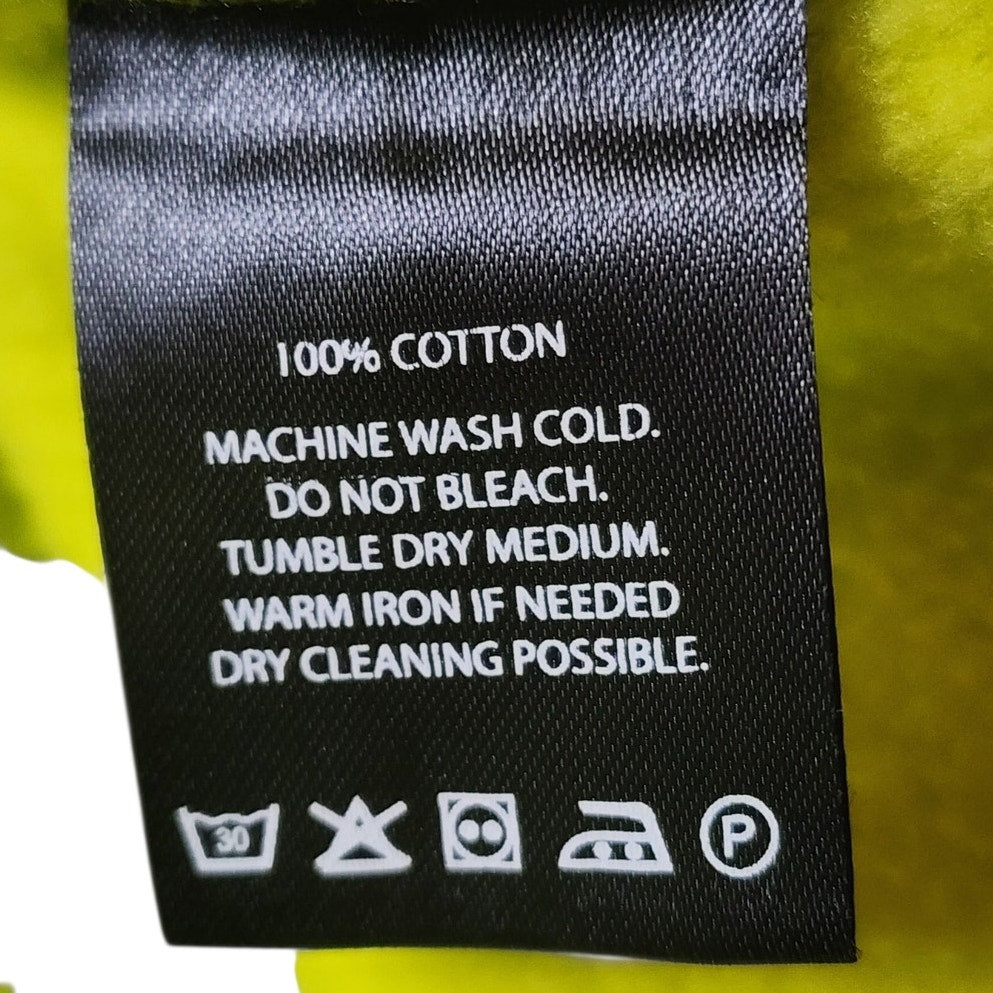 100% COTTON
MACHINE WASH COLD.
DO NOT BLEACH.
TUMBLE DRY MEDIUM.
WARM IRON IF NEEDED
DRY CLEANING POSSIBLE.
30 P